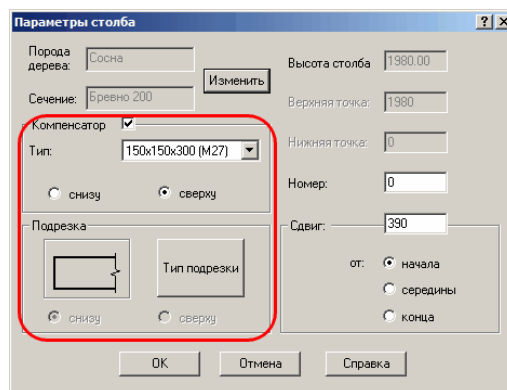 Параметры столба
Порода дерева:
Сосна
Изменить
Сечение:
Бревно 200
Компенсатор
Тип:
150x150x300 (M27)
снизу
сверху
Подрезка
Тип подрезки
снизу
сверху
Высота столба
1980.00
Верхняя точка:
1980
Нижняя точка:
0
Номер:
0
Сдвиг:
390
от:
начала
середины
конца
OK
Отмена
Справка